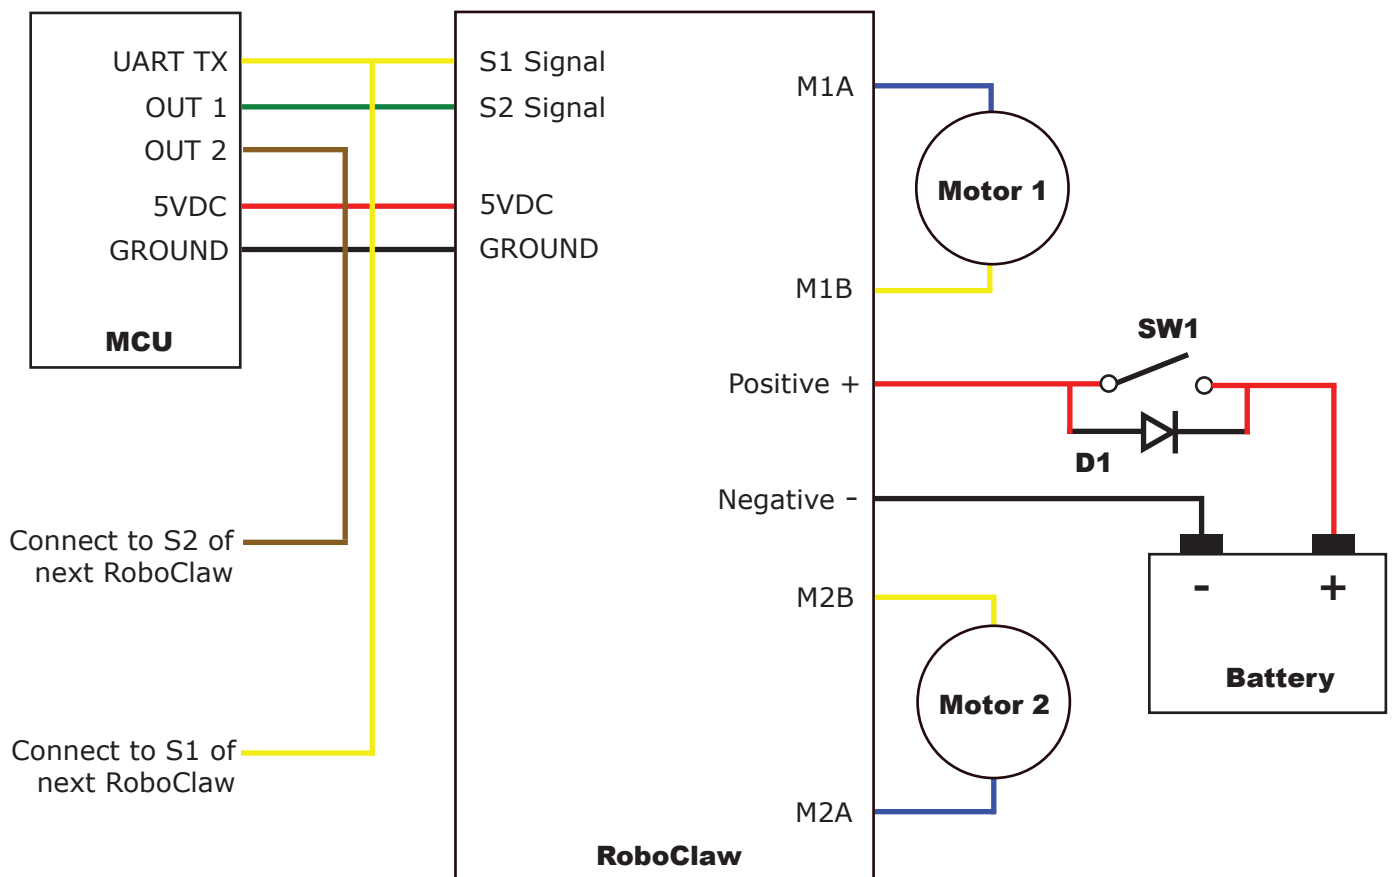 UART TX
OUT 1
OUT 2
5VDC
GROUND
MCU
Connect to S2 of
next RoboClaw
Connect to S1 of
next RoboClaw
S1 Signal
S2 Signal
5VDC
GROUND
M1A
M1B
Positive +
Negative -
M2B
M2A
RoboClaw
Motor 1
SW1
D1
- +
Battery
Motor 2